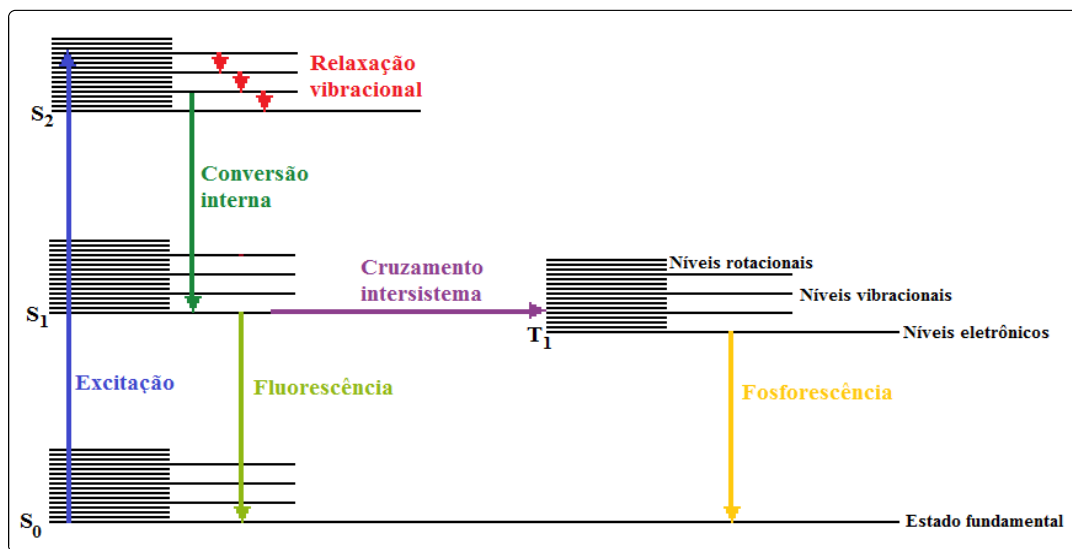 Relaxação
vibracional
S2
Conversão
interna
Cruzamento
intersistema
Níveis rotacionais
Níveis vibracionais
S1
T1
Níveis eletrônicos
Excitação
Fluorescência
Fosforescência
S0
Estado fundamental